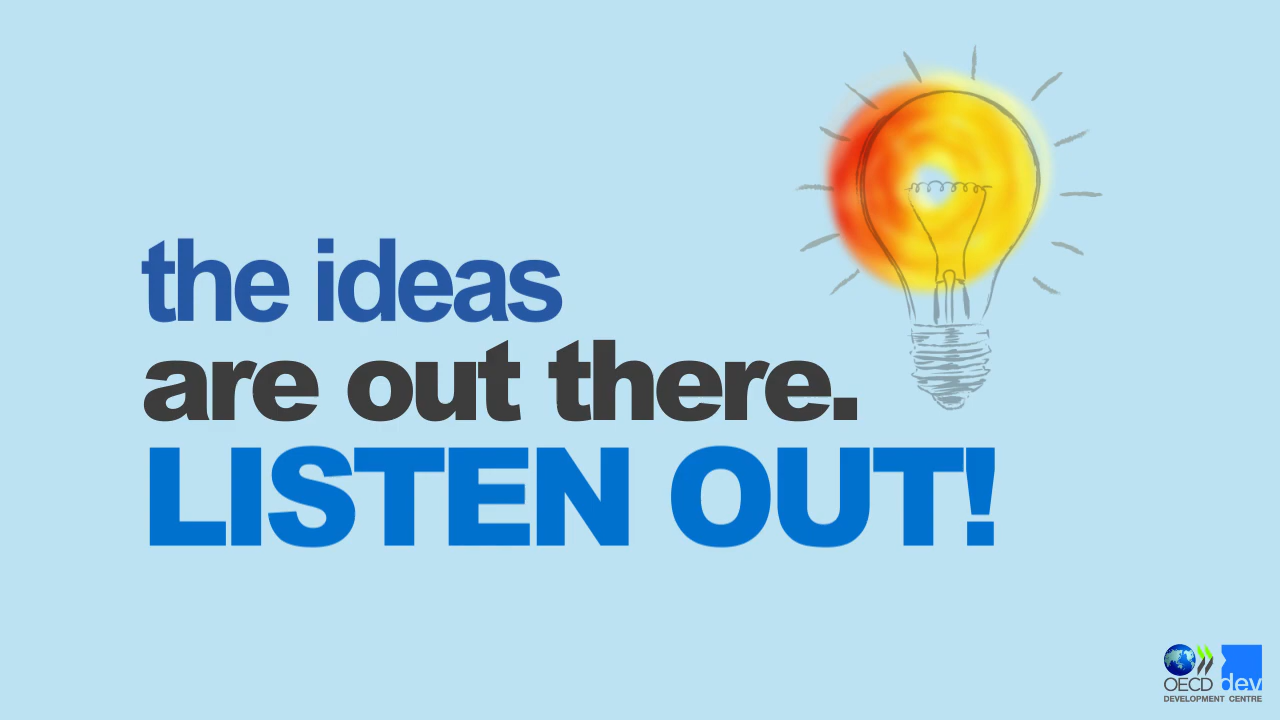 the ideas
are out there.
LISTEN OUT!
OECD dev
DEVELOPMENT CENTRE